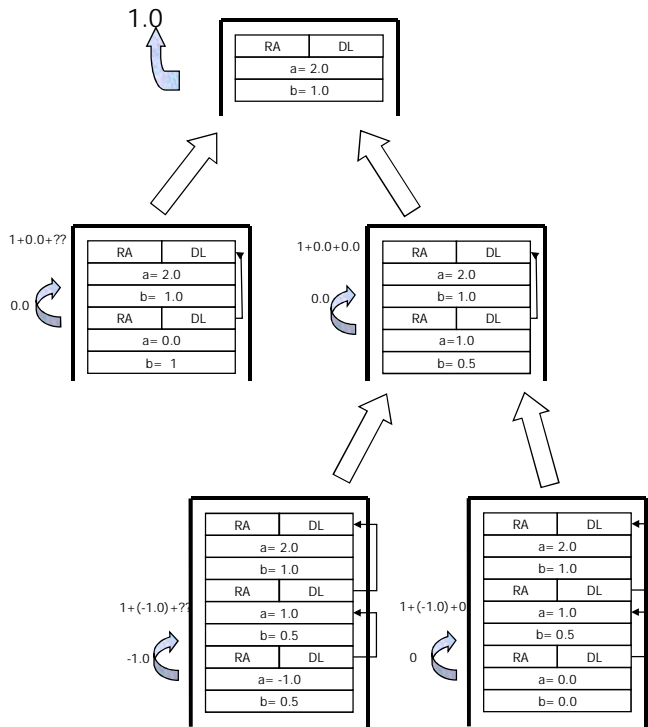 1.0
RA DL
a= 2.0
b= 1.0
1+0.0+??
0.0
RA DL
a= 2.0
b= 1.0
RA DL
a= 0.0
b= 1
1+0.0+0.0
0.0
RA DL
a= 2.0
b= 1.0
RA DL
a=1.0
b= 0.5
1+(-1.0)+??
-1.0
RA DL
a= 2.0
b= 1.0
RA DL
a= 1.0
b= 0.5
RA DL
a= -1.0
b= 0.5
1+(-1.0)+0
0
RA DL
a= 2.0
b= 1.0
RA DL
a= 1.0
b= 0.5
RA DL
a= 0.0
b= 0.0